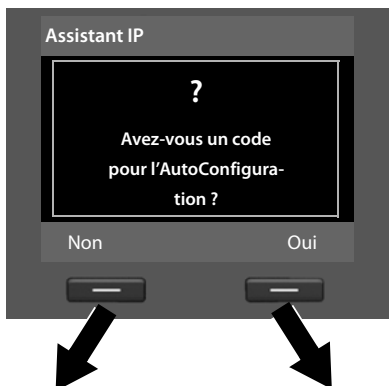 Assistant IP
?
Avez-vous un code
pour l’AutoConfigura-
tion ?
Non Oui